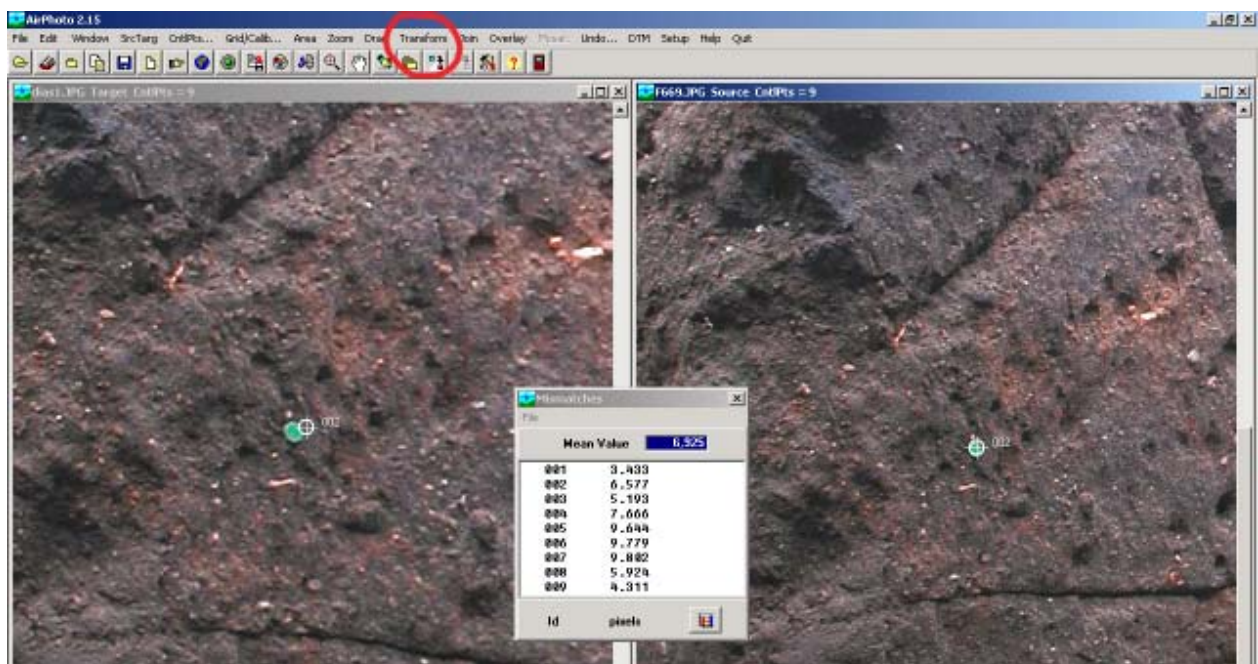 AirPhoto 2.15
File Edit Window SrcTarg CntlPts... Grid/Calib... Area Zoom Transform Join Overlay Undo... DTM Setup Help Quit
diast.JPG Target CntlPts = 9
F669.JPG Source CntlPts = 9
002
002
Mismatches
File
Mean Value 6,925
001 3.433
002 6.577
003 5.193
004 7.666
005 9.644
006 9.779
007 9.802
008 5.924
009 4.311
Id pixels